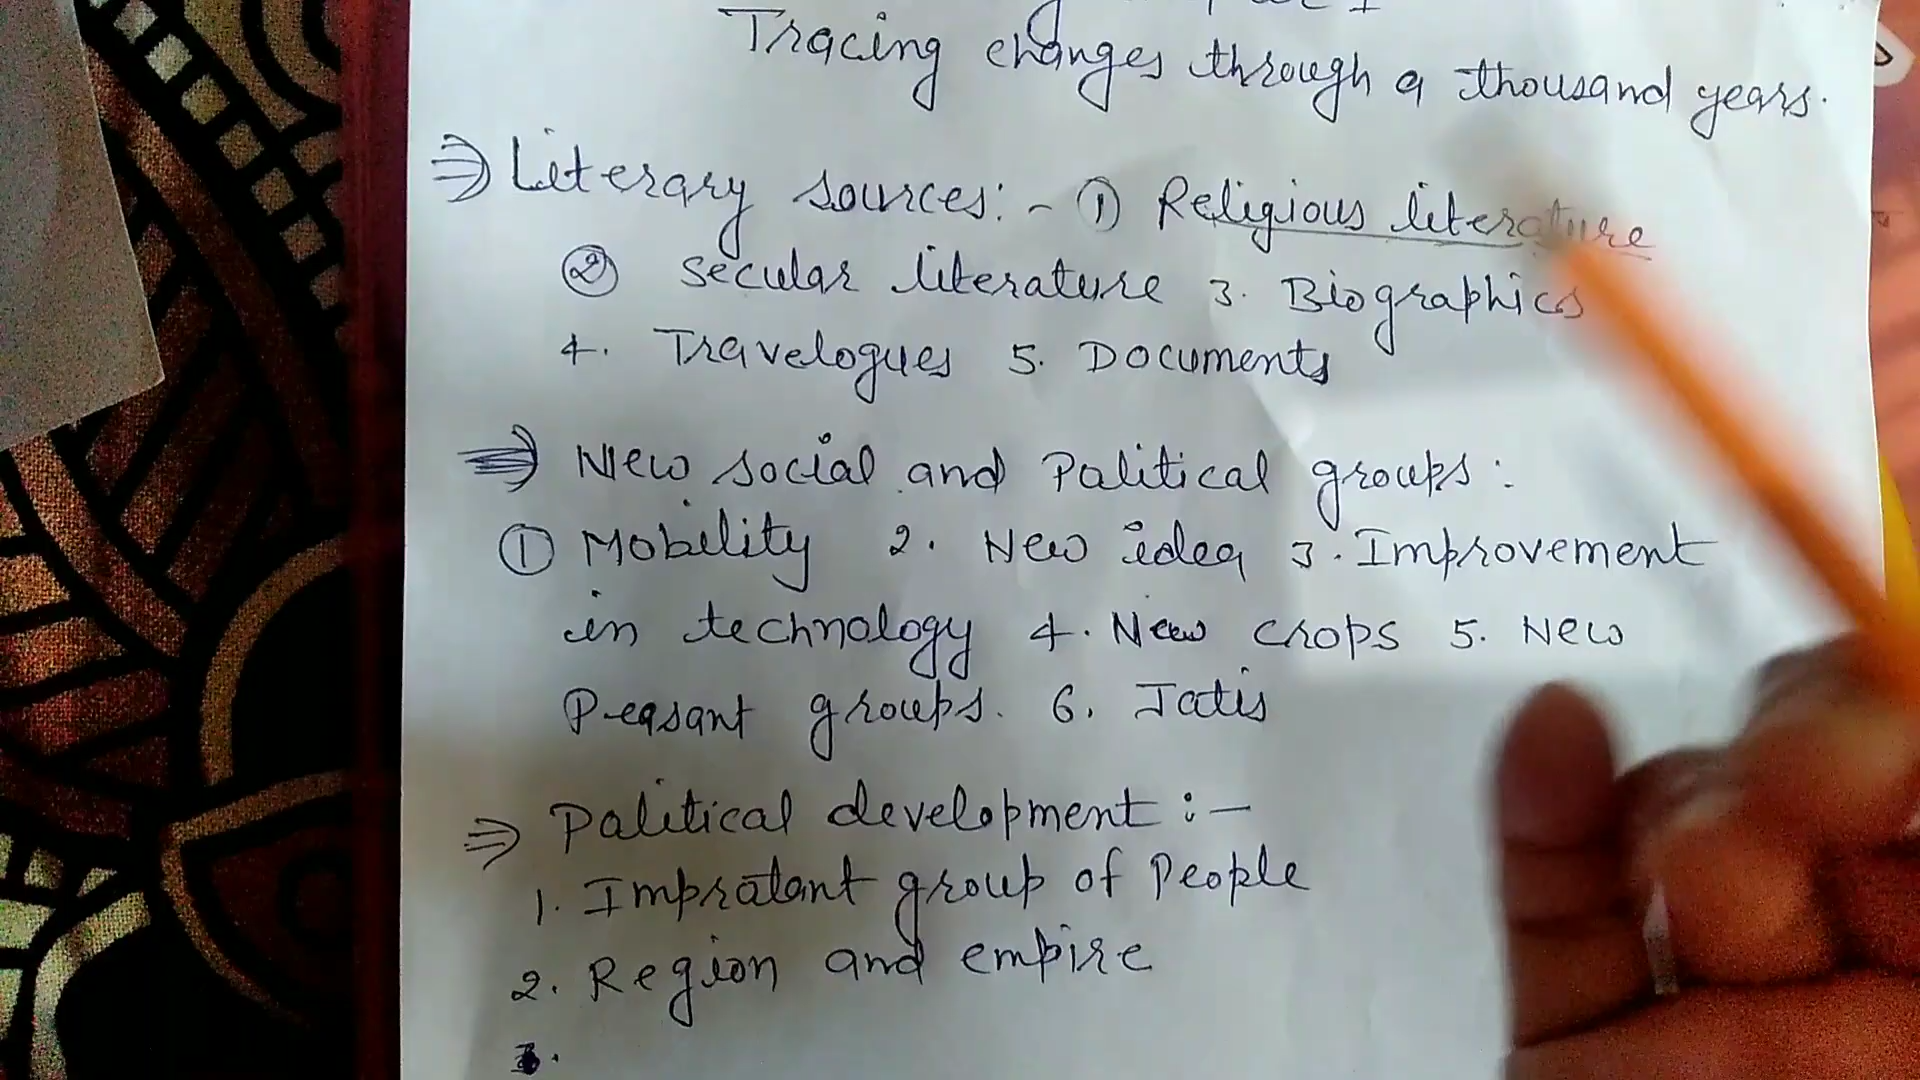 Tracing changes through a thousand years.
⇒ Literary sources:- ① Religious literature
② Secular literature 3. Biographics
4. Travelogues 5. Documents
⇒ New social and Palitical groups:
① Mobility 2. New idea 3. Improvement
in technology 4. New crops 5. New
Peasant groups. 6. Jatis
⇒ Palitical development :-
1. Impratant group of People
2. Region and empire
3.